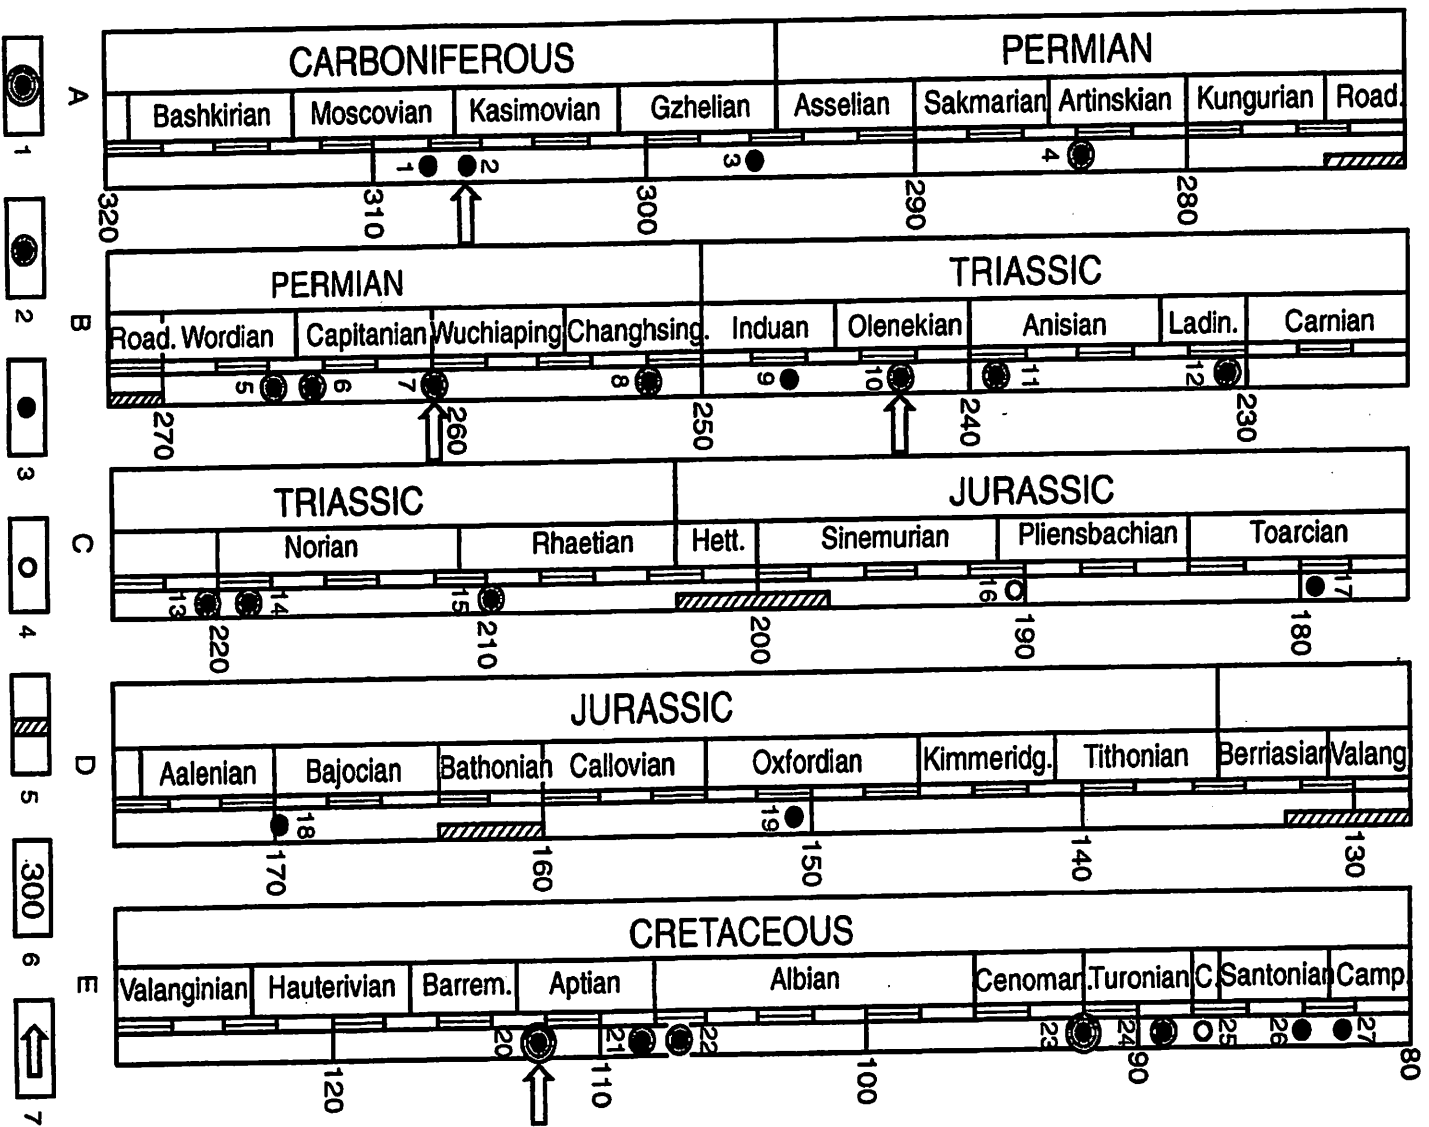 CARBONIFEROUS PERMIAN
A
Bashkirian Moscovian Kasimovian Gzhelian Asselian Sakmarian Artinskian Kungurian Road.
1 2 3 4
320 310 300 290 280
PERMIAN TRIASSIC
B
Road. Wordian Capitanian Wuchiaping Changhsing. Induan Olenekian Anisian Ladin. Carnian
5 6 7 8 9 10 11 12
270 260 250 240 230
TRIASSIC JURASSIC
C
Norian Rhaetian Hett. Sinemurian Pliensbachian Toarcian
13 14 15 16 17
220 210 200 190 180
JURASSIC
D
Aalenian Bajocian Bathonian Callovian Oxfordian Kimmeridg. Tithonian Berriasian Valang.
18 19
170 160 150 140 130
CRETACEOUS
E
Valanginian Hauterivian Barrem. Aptian Albian Cenoman. Turonian C. Santonian Camp.
20 21 22 23 24 25 26 27
120 110 100 90 80
1
2
3
4
5
300
6
7